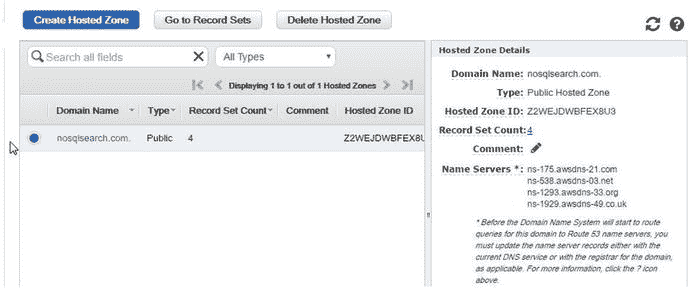 Create Hosted Zone Go to Record Sets Delete Hosted Zone
Search all fields All Types
Displaying 1 to 1 out of 1 Hosted Zones
Domain Name Type Record Set Count Comment Hosted Zone ID
nosqlsearch.com. Public 4 Z2WEJDWBFEX8U
Hosted Zone Details
Domain Name: nosqlsearch.com.
Type: Public Hosted Zone
Hosted Zone ID: Z2WEJDWBFEX8U3
Record Set Count: 4
Comment:
Name Servers *: ns-175.awsdns-21.com
ns-538.awsdns-03.net
ns-1293.awsdns-33.org
ns-1929.awsdns-49.co.uk
* Before the Domain Name System will start to route
queries for this domain to Route 53 name servers, you
must update the name server records either with the
current DNS service or with the registrar for the domain,
as applicable. For more information, click the ? icon
above.